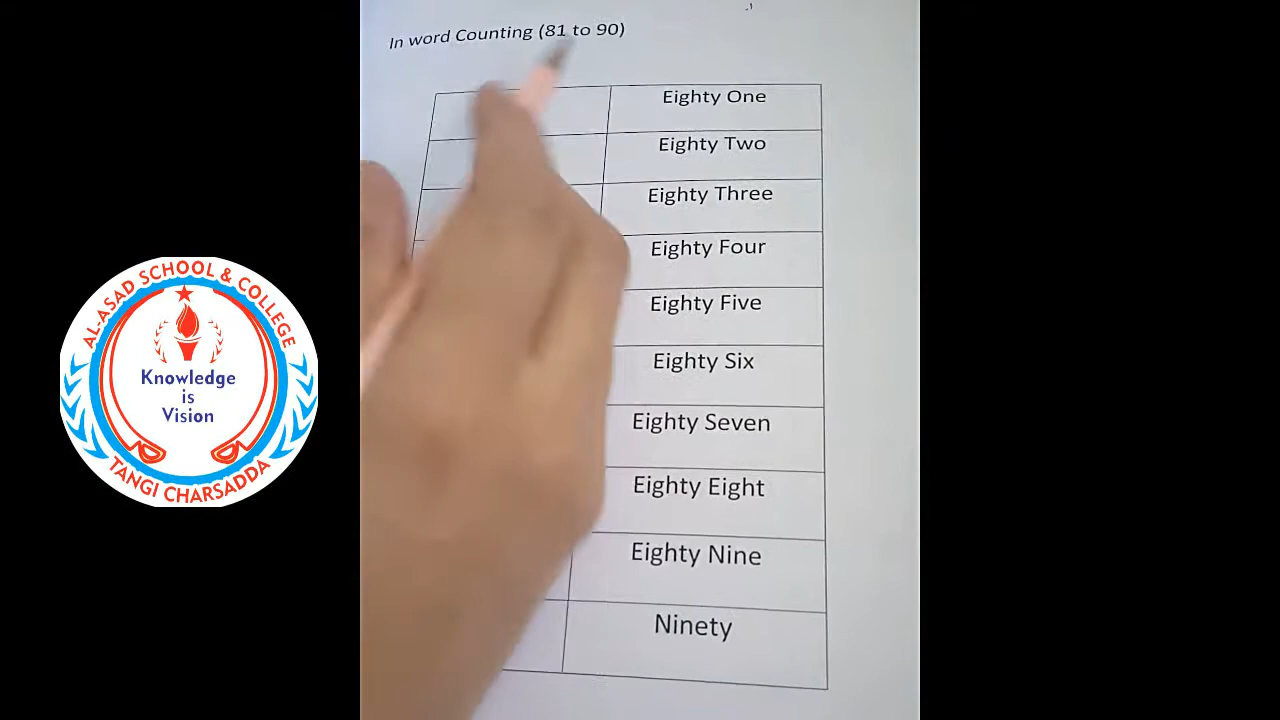 In word Counting (81 to 90)
Eighty One
Eighty Two
Eighty Three
Eighty Four
Eighty Five
Eighty Six
Eighty Seven
Eighty Eight
Eighty Nine
Ninety
AL-ASAD SCHOOL & COLLEGE
Knowledge
is
Vision
TANGI CHARSADDA